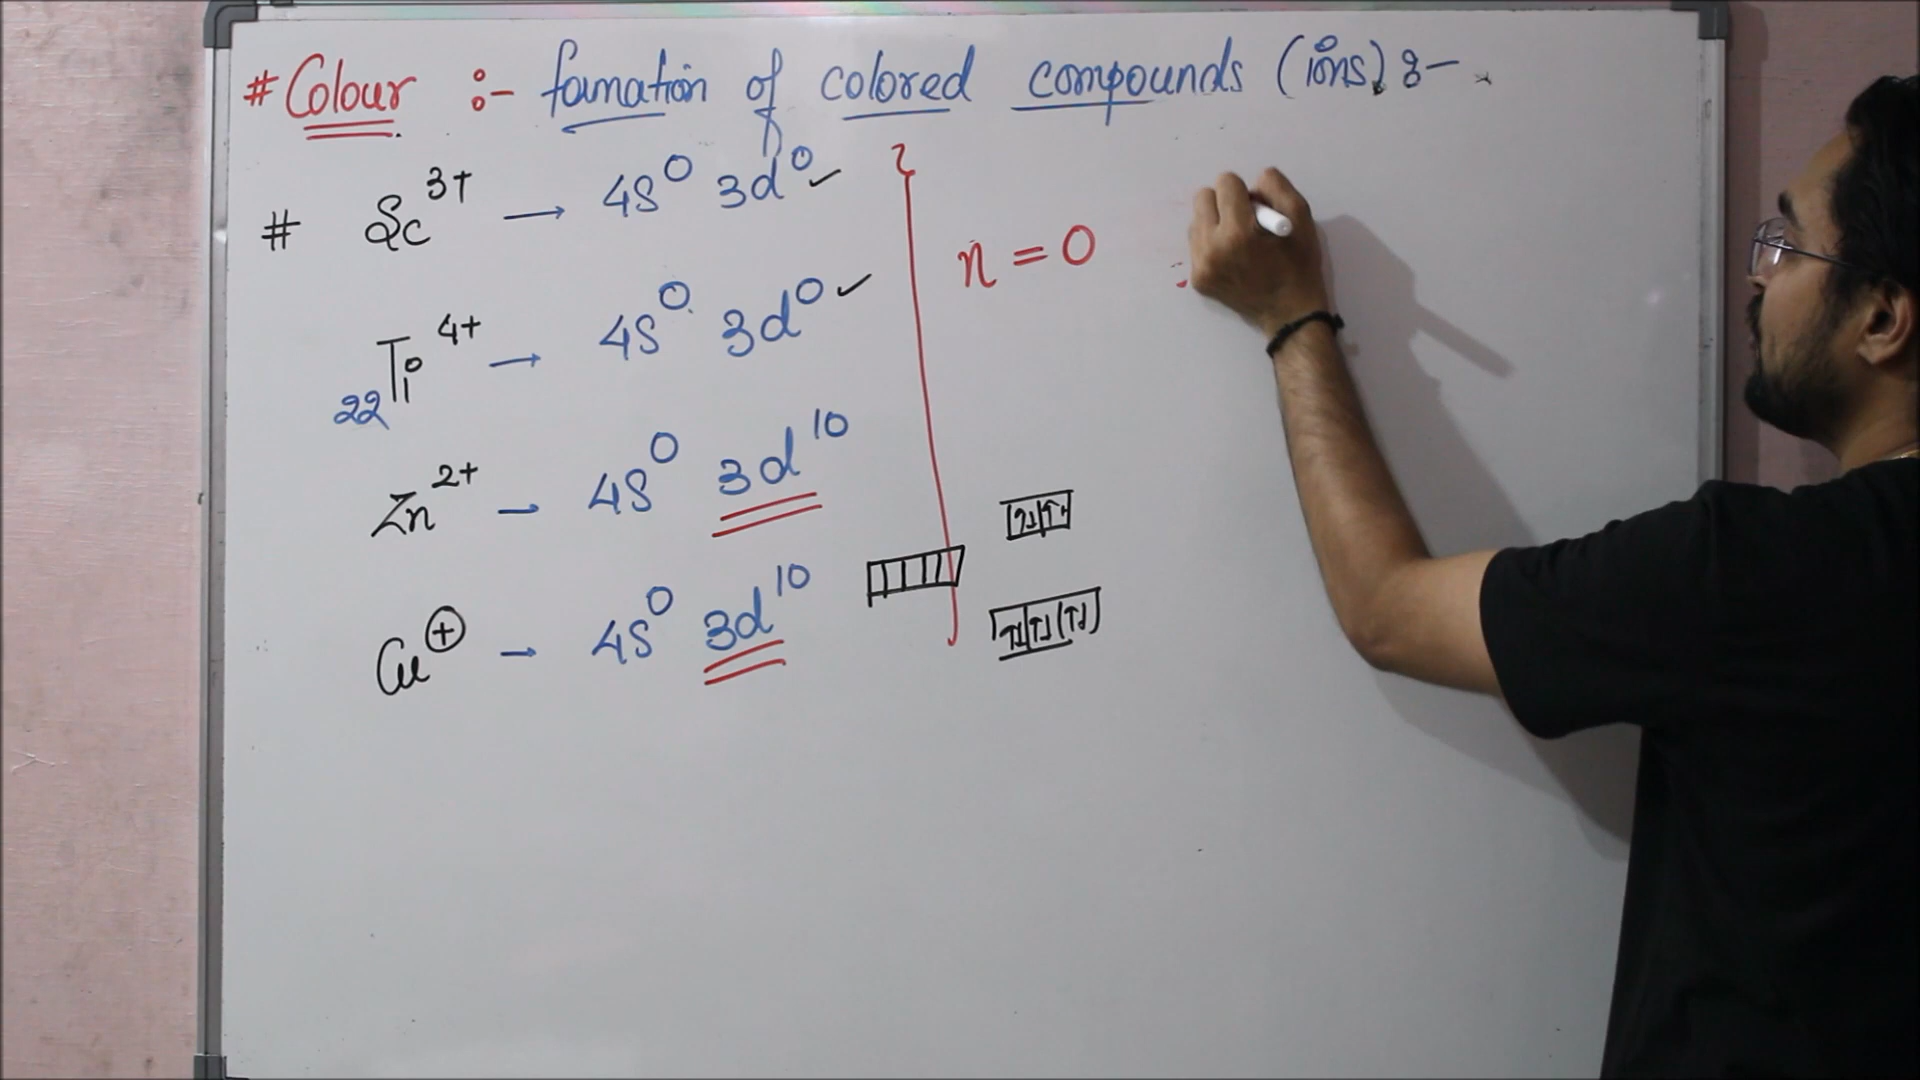 # Colour :- formation of colored compounds (ions) :-
# Sc³⁺ → 4S⁰ 3d⁰ ✓
n = 0
₂₂Ti⁴⁺ → 4S⁰ 3d⁰ ✓
Zn²⁺ - 4S⁰ 3d¹⁰
Cu⁺ - 4S⁰ 3d¹⁰